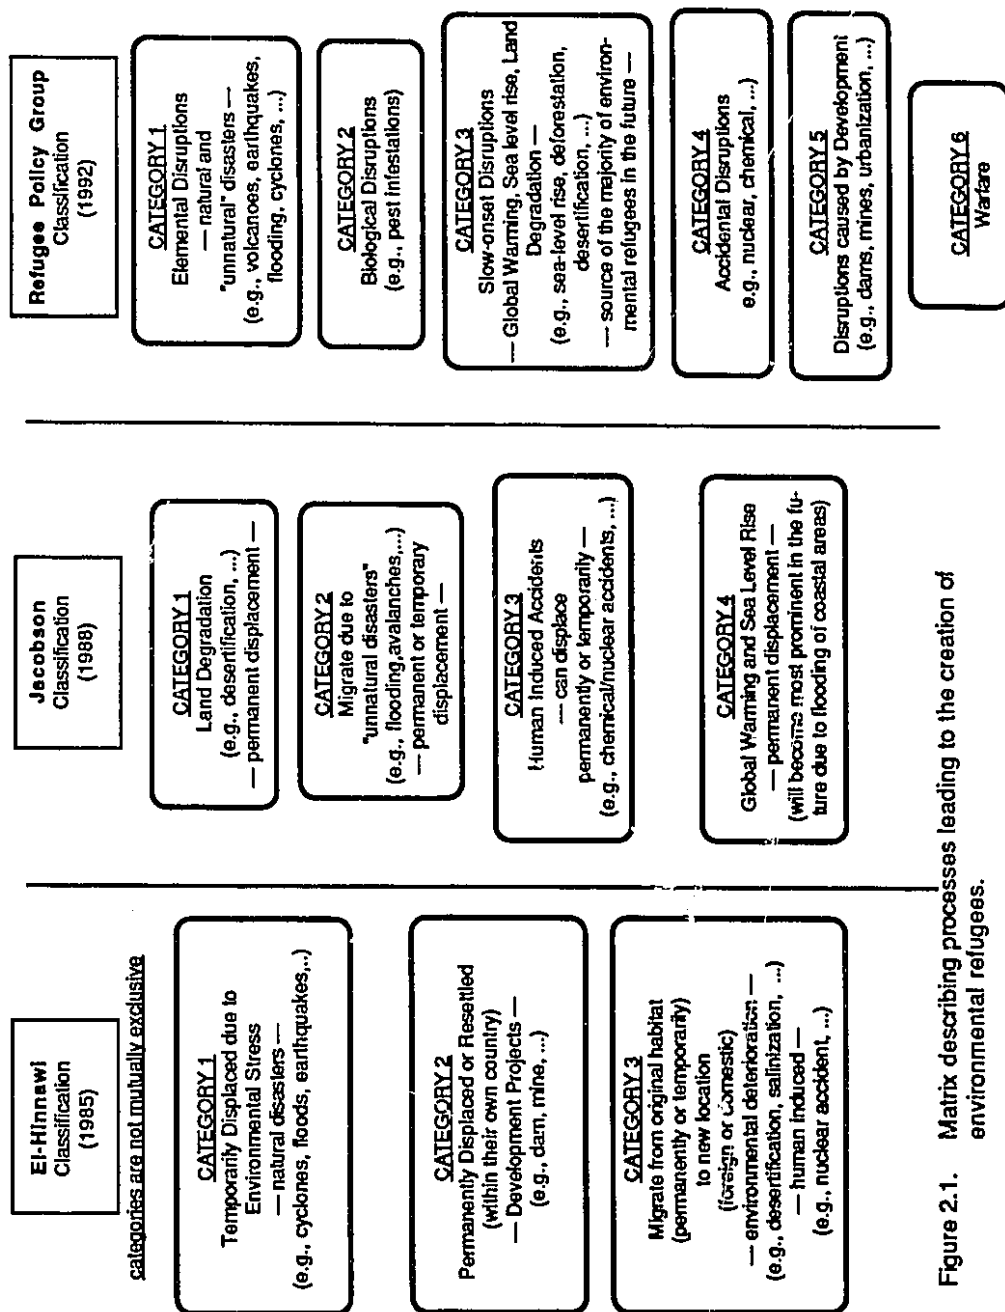 El-Hinnawi
Classification
(1985)
categories are not mutually exclusive
CATEGORY 1
Temporarily Displaced due to
Environmental Stress
— natural disasters —
(e.g., cyclones, floods, earthquakes,..)
CATEGORY 2
Permanently Displaced or Resettled
(within their own country)
— Development Projects —
(e.g., dam, mine, ...)
CATEGORY 3
Migrate from original habitat
(permanently or temporarily)
to new location
(foreign or domestic)
— environmental deterioration —
(e.g., desertification, salinization, ...)
— human induced —
(e.g., nuclear accident, ...)
Jacobson
Classification
(1988)
CATEGORY 1
Land Degradation
(e.g., desertification, ...)
— permanent displacement —
CATEGORY 2
Migrate due to
"unnatural disasters"
(e.g., flooding,avalanches,...)
— permanent or temporary
displacement —
CATEGORY 3
Human Induced Accidents
— can displace
permanently or temporarily —
(e.g., chemical/nuclear accidents, ...)
CATEGORY 4
Global Warming and Sea Level Rise
— permanent displacement —
(will become most prominent in the fu-
ture due to flooding of coastal areas)
Refugee Policy Group
Classification
(1992)
CATEGORY 1
Elemental Disruptions
— natural and
"unnatural" disasters —
(e.g., volcanoes, earthquakes,
flooding, cyclones, ...)
CATEGORY 2
Biological Disruptions
(e.g., pest infestations)
CATEGORY 3
Slow-onset Disruptions
— Global Warming, Sea level rise, Land
Degradation —
(e.g., sea-level rise, deforestation,
desertification, ...)
— source of the majority of environ-
mental refugees in the future —
CATEGORY 4
Accidental Disruptions
e.g., nuclear, chemical, ...)
CATEGORY 5
Disruptions caused by Development
(e.g., dams, mines, urbanization, ...)
CATEGORY 6
Warfare
Figure 2.1. Matrix describing processes leading to the creation of
environmental refugees.